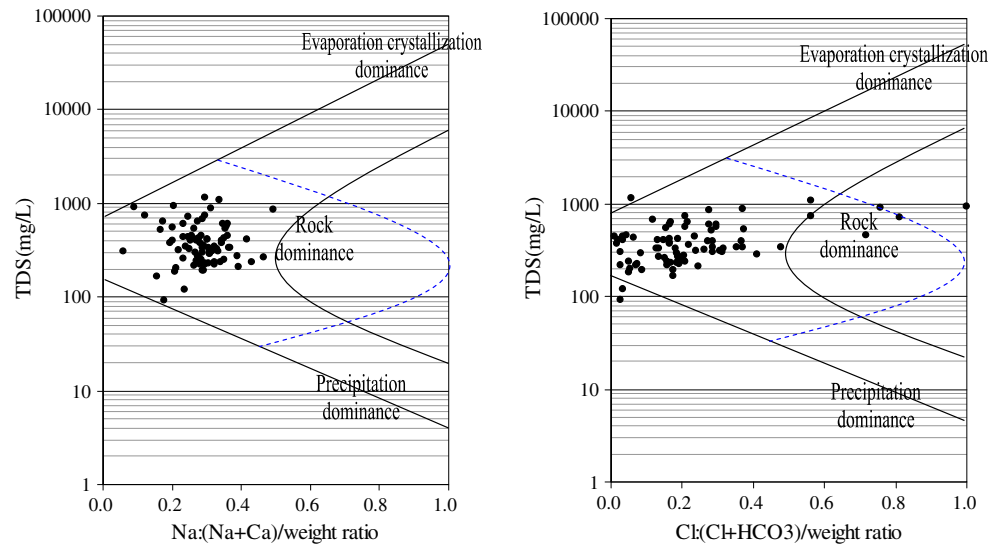 100000
10000
1000
100
10
1
TDS(mg/L)
Evaporation crystallization
dominance
Rock
dominance
Precipitation
dominance
0.0 0.2 0.4 0.6 0.8 1.0
Na:(Na+Ca)/weight ratio
100000
10000
1000
100
10
1
TDS(mg/L)
Evaporation crystallization
dominance
Rock
dominance
Precipitation
dominance
0.0 0.2 0.4 0.6 0.8 1.0
Cl:(Cl+HCO3)/weight ratio